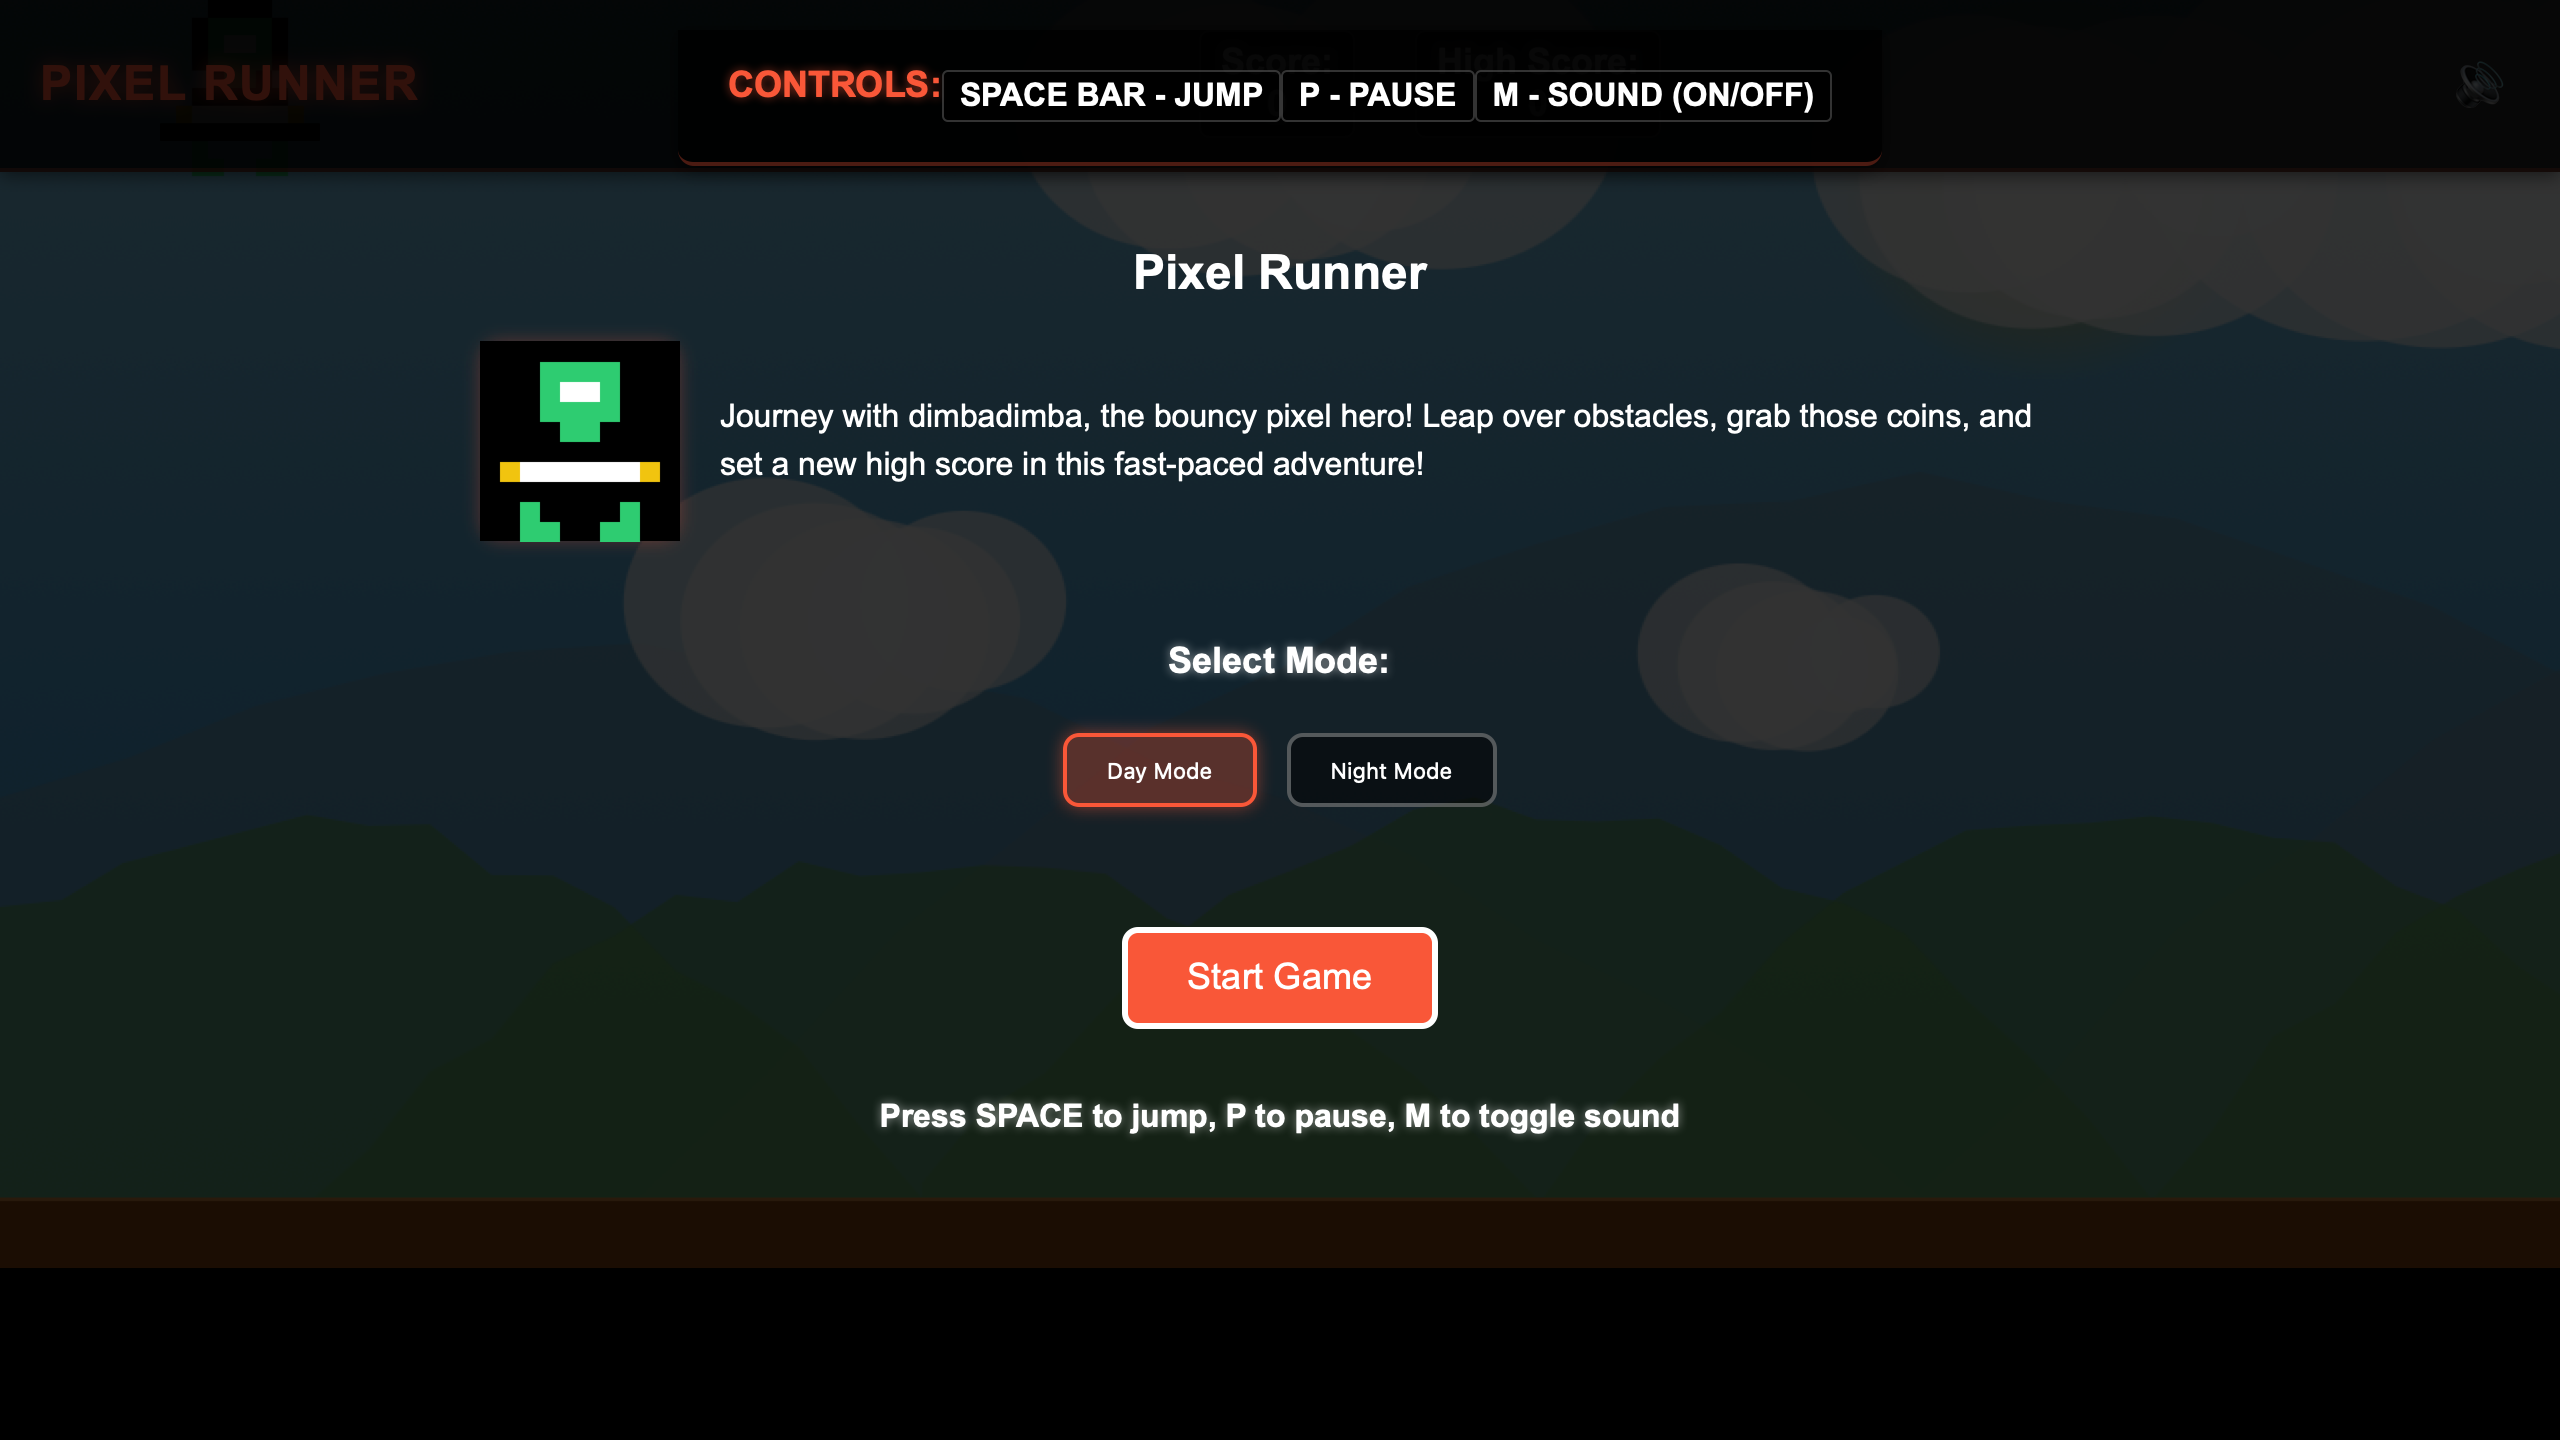 PIXEL RUNNER
Score:
High Score:
CONTROLS:
SPACE BAR - JUMP
P - PAUSE
M - SOUND (ON/OFF)
Pixel Runner
Journey with dimbadimba, the bouncy pixel hero! Leap over obstacles, grab those coins, and
set a new high score in this fast-paced adventure!
Select Mode:
Day Mode
Night Mode
Start Game
Press SPACE to jump, P to pause, M to toggle sound